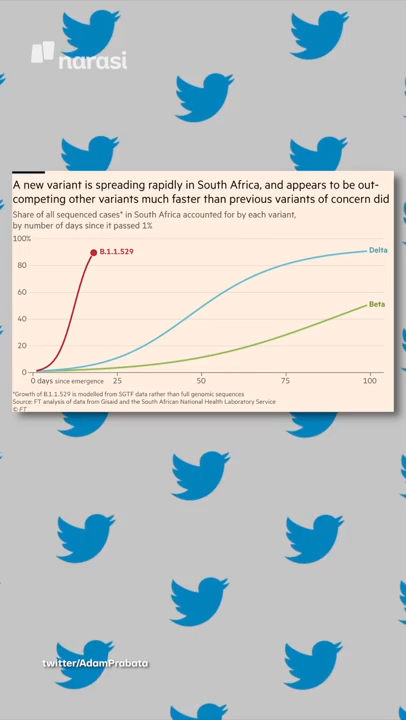 narasi
A new variant is spreading rapidly in South Africa, and appears to be out-
competing other variants much faster than previous variants of concern did
Share of all sequenced cases* in South Africa accounted for by each variant,
by number of days since it passed 1%
100%
B.1.1.529
Delta
80
60
Beta
40
20
0
0 days since emergence 25 50 75 100
*Growth of B.1.1.529 is modelled from SGTF data rather than full genomic sequences
Source: FT analysis of data from Gisaid and the South African National Health Laboratory Service
© FT
twitter/AdamPrabata